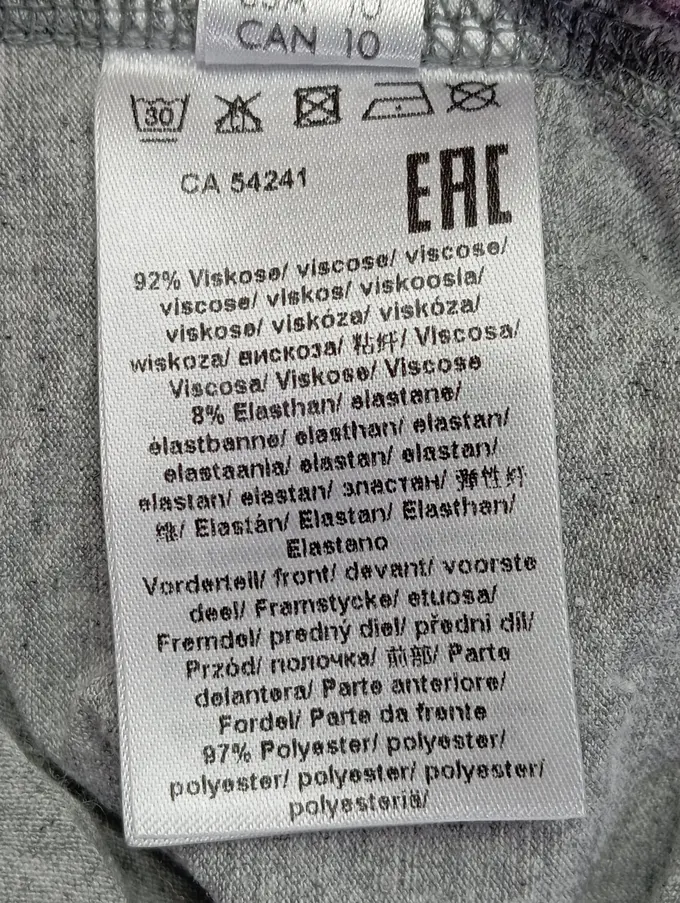 USA 10
CAN 10
30
CA 54241
EAC
92% Viskose/ viscose/ viscose/
viscose/ viskos/ viskoosia/
viskose/ viskóza/ viskóza/
wiskoza/ вискоза/ 粘纤/ Viscosa/
Viscosa/ Viskose/ Viscose
8% Elasthan/ elastane/
élasthanne/ elasthan/ elastan/
elastaania/ elastan/ elastan/
elastan/ elastan/ эластан/ 弹性纤
维/ Elastán/ Elastan/ Elasthan/
Elastano
Vorderteil/ front/ devant/ voorste
deel/ Framstycke/ etuosa/
Fremdel/ predný diel/ přední díl/
Przód/ полочка/ 前部/ Parte
delantera/ Parte anteriore/
Fordel/ Parte da frente
97% Polyester/ polyester/
polyester/ polyester/ polyester/
polyesteriä/